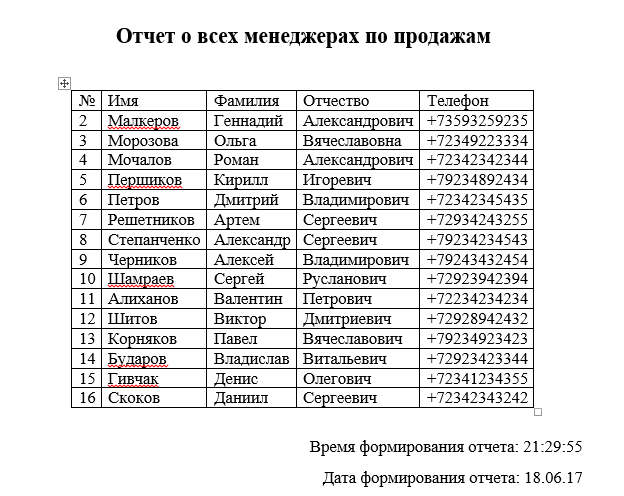 Отчет о всех менеджерах по продажам
№ Имя Фамилия Отчество Телефон
2 Малкеров Геннадий Александрович +73593259235
3 Морозова Ольга Вячеславовна +72349223334
4 Мочалов Роман Александрович +72342342344
5 Першиков Кирилл Игоревич +79234892434
6 Петров Дмитрий Владимирович +72342345435
7 Решетников Артем Сергеевич +72934243255
8 Степанченко Александр Сергеевич +79234234543
9 Черников Алексей Владимирович +79243432454
10 Шамраев Сергей Русланович +72923942394
11 Алиханов Валентин Петрович +72234234234
12 Шитов Виктор Дмитриевич +72928942432
13 Корняков Павел Вячеславович +79234923423
14 Бударов Владислав Витальевич +72923423344
15 Гивчак Денис Олегович +72341234355
16 Скоков Даниил Сергеевич +72342343242
Время формирования отчета: 21:29:55
Дата формирования отчета: 18.06.17